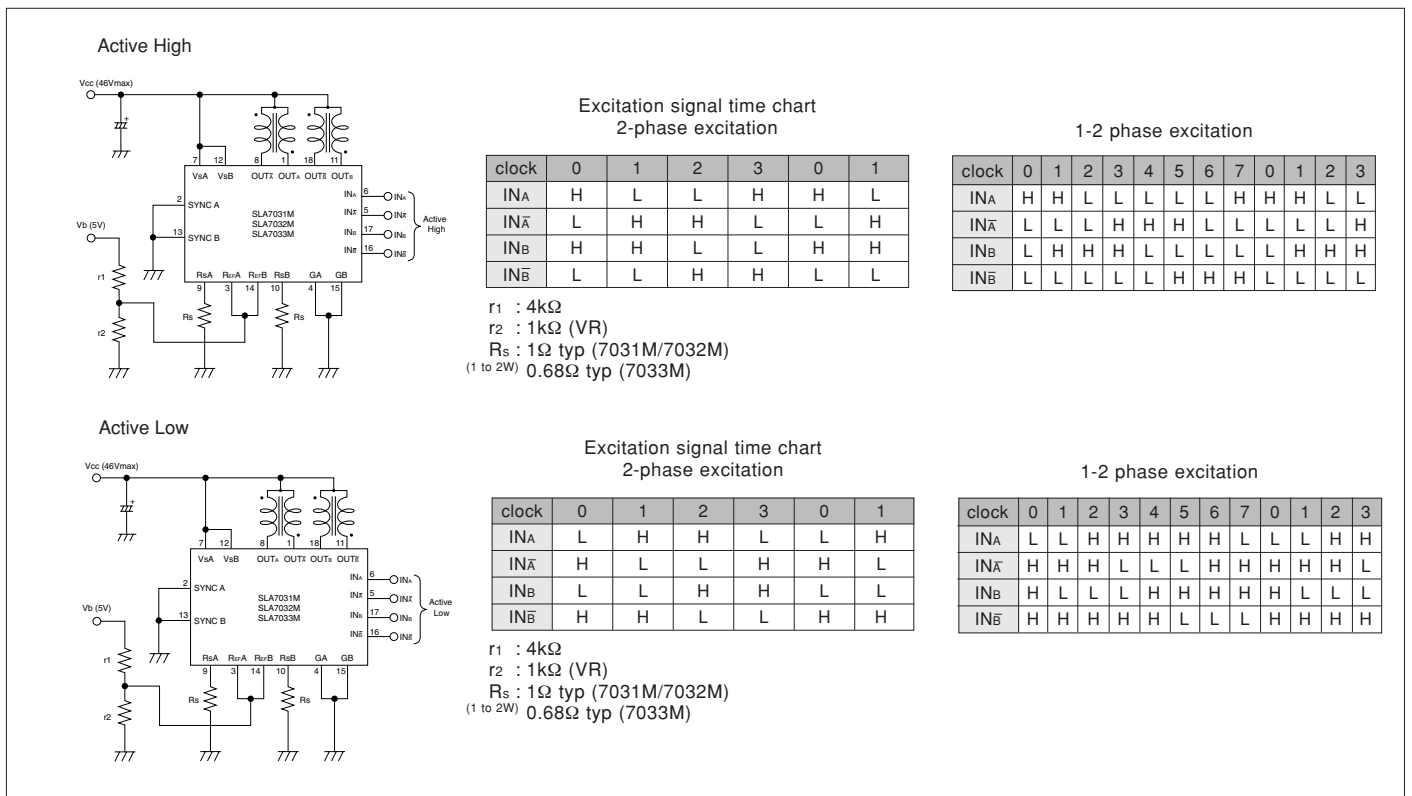 Active High
Vcc (46Vmax)
+
7 12 8 1 18 11
VSA VSB OUTA̅ OUTA OUTB̅ OUTB
2 SYNC A
13 SYNC B
SLA7031M
SLA7032M
SLA7033M
INA 6 INA
INA̅ 5 INA̅
INB 17 INB
INB̅ 16 INB̅
Active
High
Vb (5V)
r1
r2
RSA REFA REFB RSB GA GB
9 3 14 10 4 15
Rs Rs
Excitation signal time chart
2-phase excitation
clock 0 1 2 3 0 1
INA H L L H H L
INA̅ L H H L L H
INB H H L L H H
INB̅ L L H H L L
r1 : 4kΩ
r2 : 1kΩ (VR)
Rs : 1Ω typ (7031M/7032M)
(1 to 2W) 0.68Ω typ (7033M)
1-2 phase excitation
clock 0 1 2 3 4 5 6 7 0 1 2 3
INA H H L L L L L H H H L L
INA̅ L L L H H H L L L L L H
INB L H H H L L L L L H H H
INB̅ L L L L L H H H L L L L
Active Low
Vcc (46Vmax)
+
7 12 8 1 18 11
VSA VSB OUTA OUTA̅ OUTB OUTB̅
2 SYNC A
13 SYNC B
SLA7031M
SLA7032M
SLA7033M
INA 6 INA
INA̅ 5 INA̅
INB 17 INB
INB̅ 16 INB̅
Active
Low
Vb (5V)
r1
r2
RSA REFA REFB RSB GA GB
9 3 14 10 4 15
Rs Rs
Excitation signal time chart
2-phase excitation
clock 0 1 2 3 0 1
INA L H H L L H
INA̅ H L L H H L
INB L L H H L L
INB̅ H H L L H H
r1 : 4kΩ
r2 : 1kΩ (VR)
Rs : 1Ω typ (7031M/7032M)
(1 to 2W) 0.68Ω typ (7033M)
1-2 phase excitation
clock 0 1 2 3 4 5 6 7 0 1 2 3
INA L L H H H H H L L L H H
INA̅ H H H L L L H H H H H L
INB H L L L H H H H H L L L
INB̅ H H H H H L L L H H H H